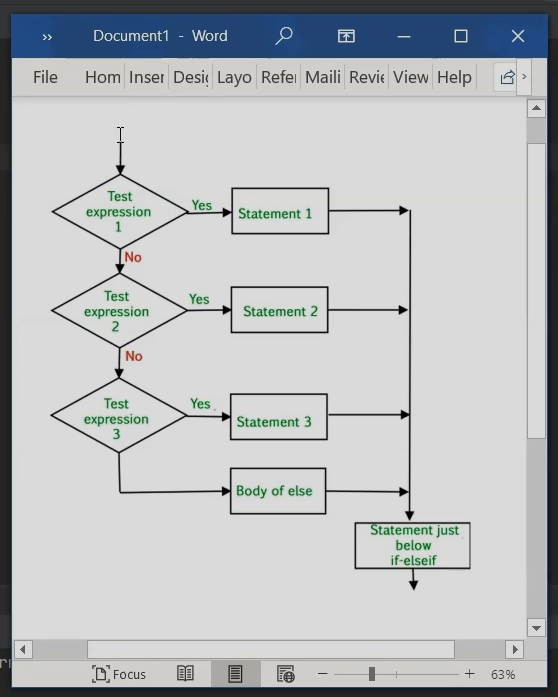 Document1 - Word
File Hom Inser Desig Layo Refer Maili Revie View Help
Test
expression
1
Yes
Statement 1
No
Test
expression
2
Yes
Statement 2
No
Test
expression
3
Yes
Statement 3
Body of else
Statement just
below
if-elseif
Focus
63%